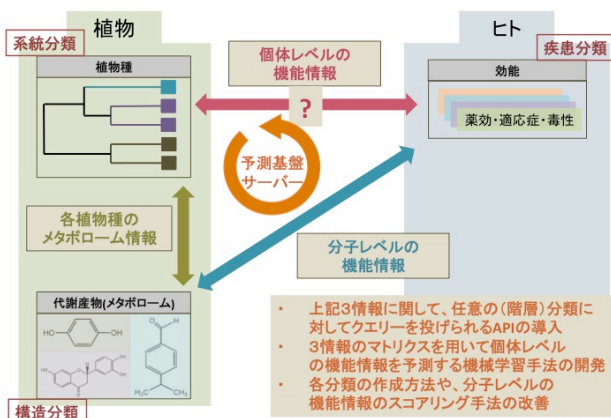 植物
ヒト
系統分類
疾患分類
植物種
個体レベルの
機能情報
効能
?
薬効・適応症・毒性
予測基盤
サーバー
各植物種の
メタボローム情報
分子レベルの
機能情報
代謝産物(メタボローム)
HO
OH
O
H
H₃C
CH₃
HO
O
OH
OH
OH
O
構造分類
• 上記3情報に関して、任意の(階層)分類に
対してクエリーを投げられるAPIの導入
• 3情報のマトリクスを用いて個体レベル
の機能情報を予測する機械学習手法の開発
• 各分類の作成方法や、分子レベルの
機能情報のスコアリング手法の改善